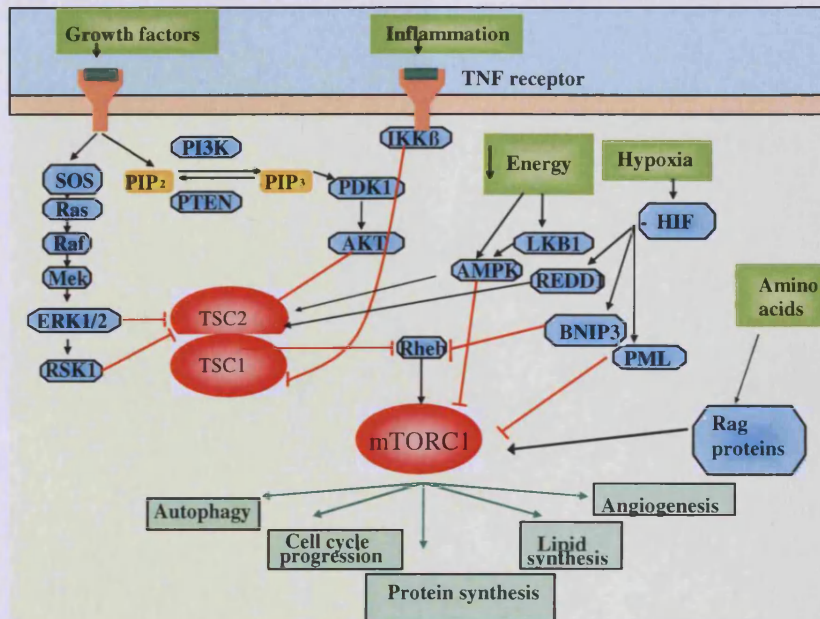 Growth factors
Inflammation
TNF receptor
IKKß
PI3K
Energy
Hypoxia
SOS
PIP2
PIP3
PDK1
PTEN
Ras
HIF
Raf
AKT
LKB1
Mek
AMPK
REDD1
Amino
acids
TSC2
ERK1/2
BNIP3
Rheb
TSC1
PML
RSK1
mTORC1
Rag
proteins
Autophagy
Angiogenesis
Cell cycle
progression
Lipid
synthesis
Protein synthesis